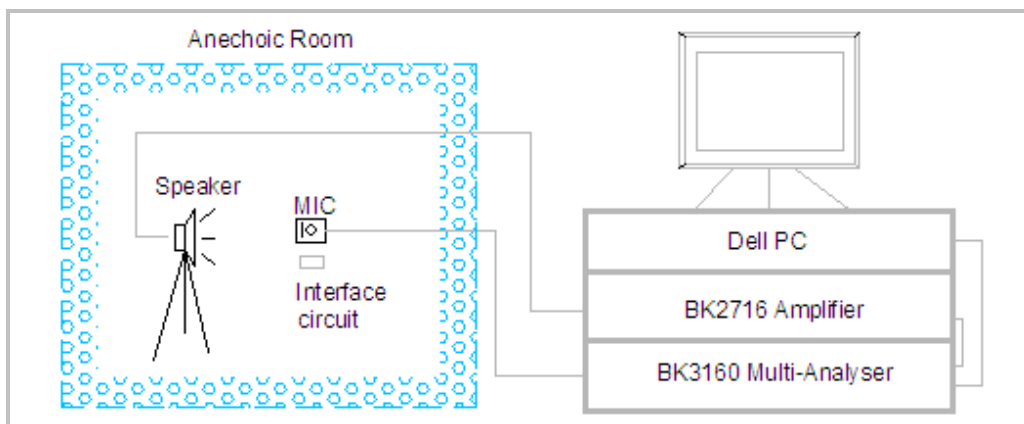 Anechoic Room
Speaker
MIC
Interface
circuit
Dell PC
BK2716 Amplifier
BK3160 Multi-Analyser